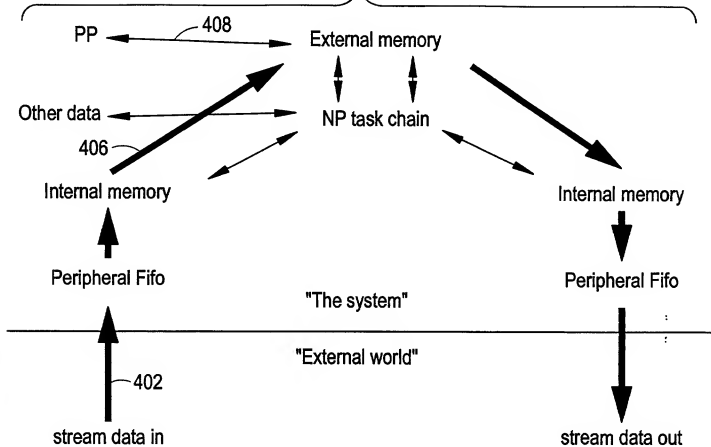 PP 408 External memory
Other data NP task chain
406
Internal memory Internal memory
Peripheral Fifo Peripheral Fifo
"The system"
"External world"
402
stream data in stream data out